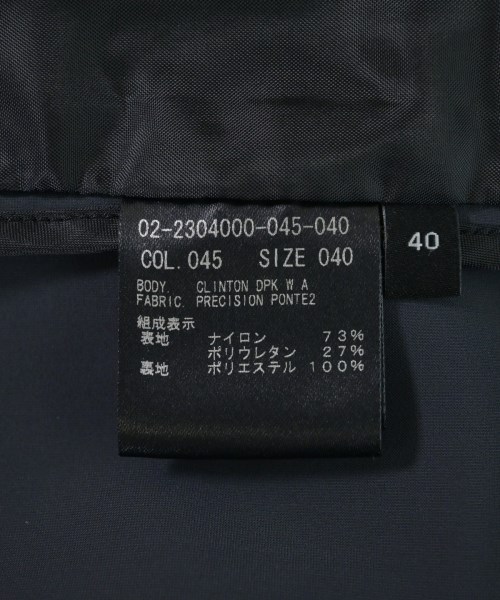 02-2304000-045-040
COL. 045 SIZE 040
BODY. CLINTON DPK W A
FABRIC. PRECISION PONTE2
組成表示
表地 ナイロン 73%
ポリウレタン 27%
裏地 ポリエステル 100%
40